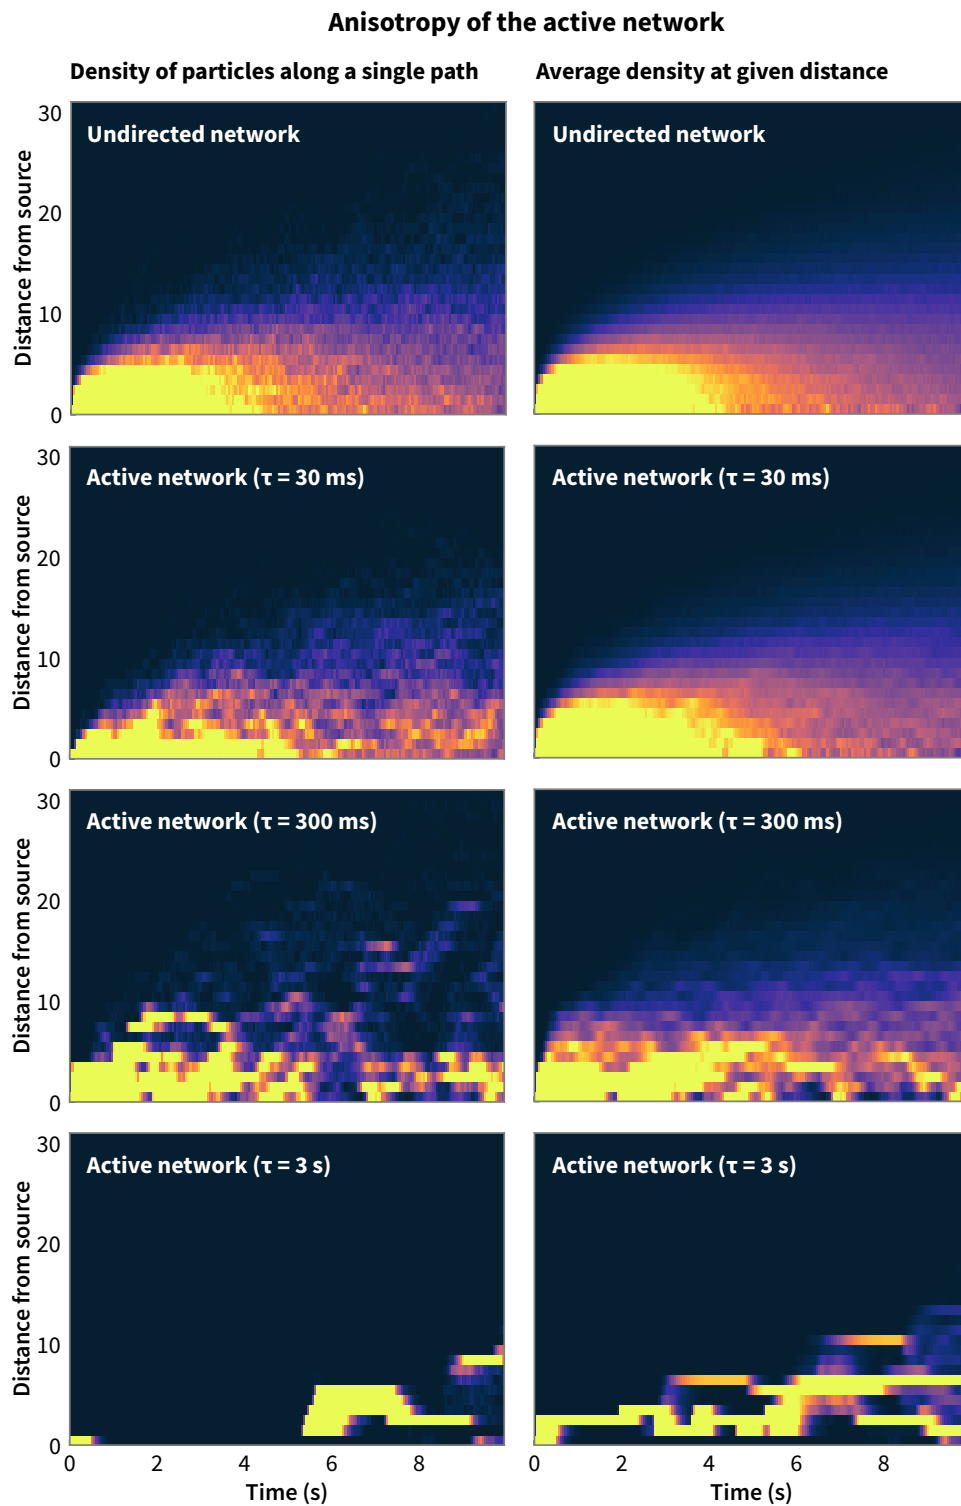 Anisotropy of the active network
Density of particles along a single path
Average density at given distance
Undirected network
Undirected network
Distance from source
30
20
10
0
Active network (τ = 30 ms)
Active network (τ = 30 ms)
Distance from source
30
20
10
0
Active network (τ = 300 ms)
Active network (τ = 300 ms)
Distance from source
30
20
10
0
Active network (τ = 3 s)
Active network (τ = 3 s)
Distance from source
30
20
10
0
0 2 4 6 8
0 2 4 6 8
Time (s)
Time (s)